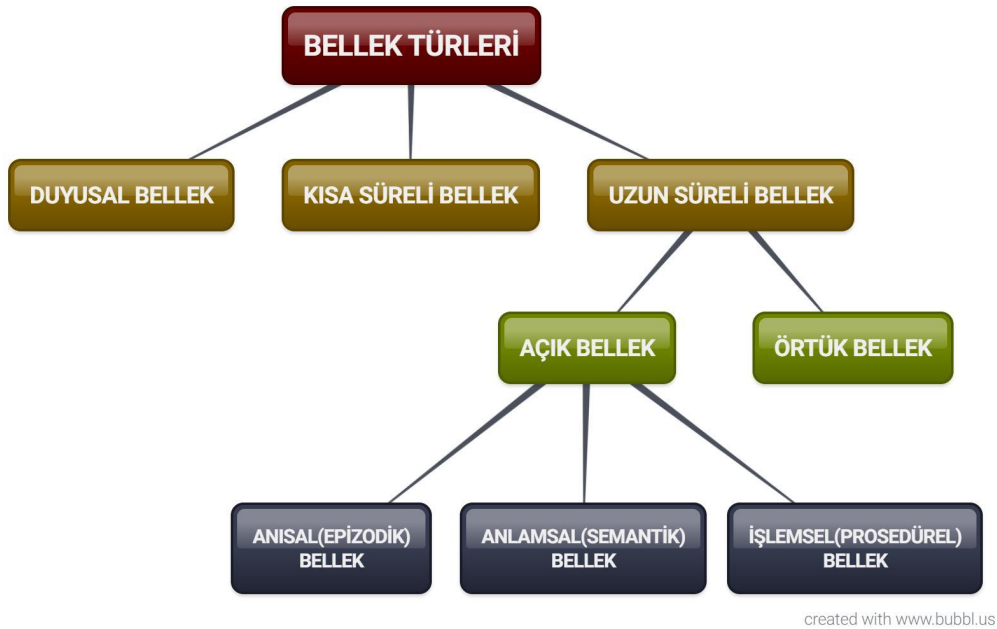 BELLEK TÜRLERİ
DUYUSAL BELLEK
KISA SÜRELİ BELLEK
UZUN SÜRELİ BELLEK
AÇIK BELLEK
ÖRTÜK BELLEK
ANISAL(EPİZODİK)
BELLEK
ANLAMSAL(SEMANTİK)
BELLEK
İŞLEMSEL(PROSEDÜREL)
BELLEK
created with www.bubbl.us